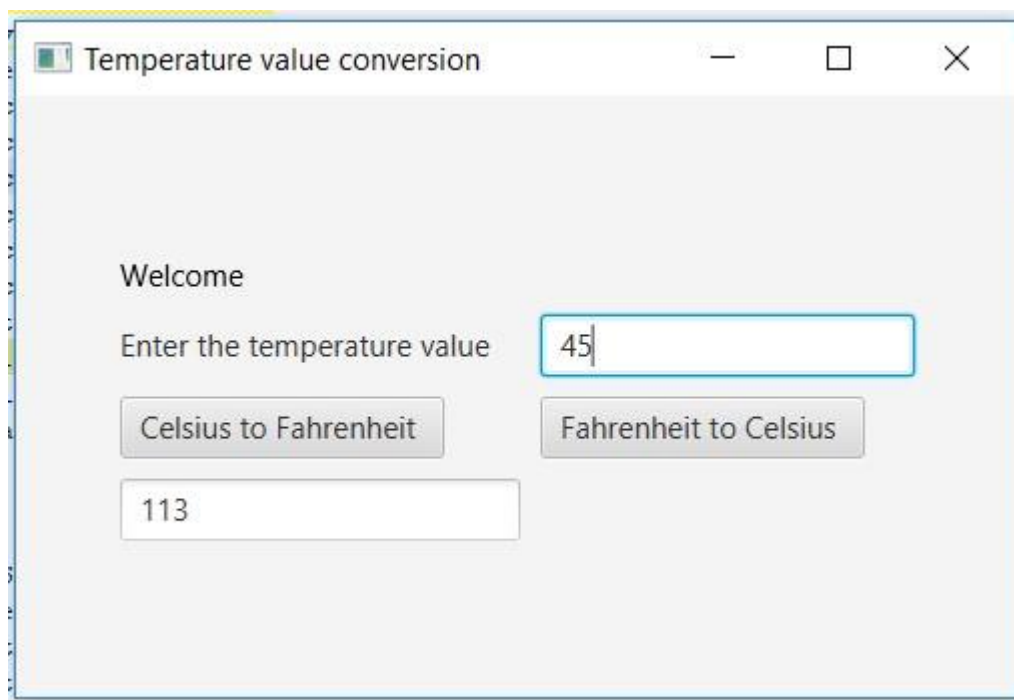 Temperature value conversion
Welcome
Enter the temperature value 45
Celsius to Fahrenheit Fahrenheit to Celsius
113